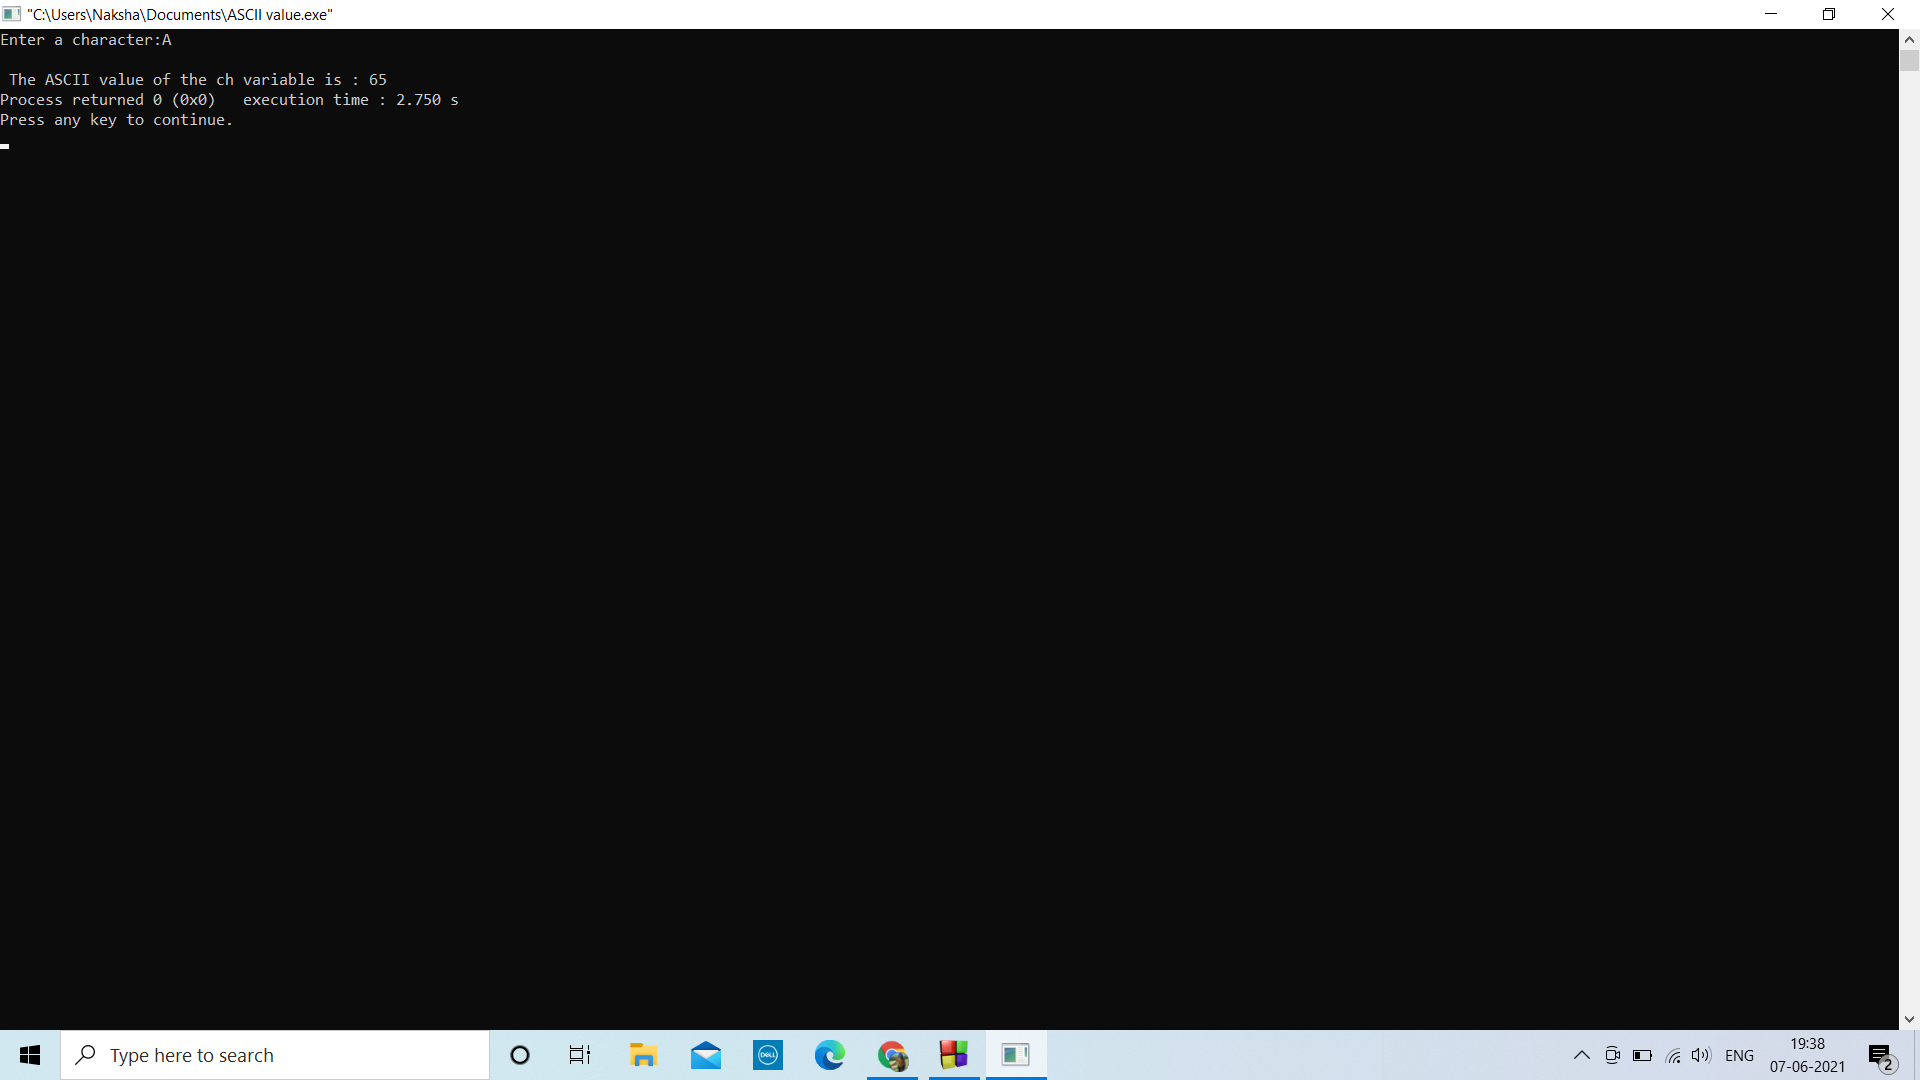 "C:\Users\Naksha\Documents\ASCII value.exe"
Enter a character:A
The ASCII value of the ch variable is : 65
Process returned 0 (0x0)   execution time : 2.750 s
Press any key to continue.
Type here to search
DELL
ENG
19:38
07-06-2021
2